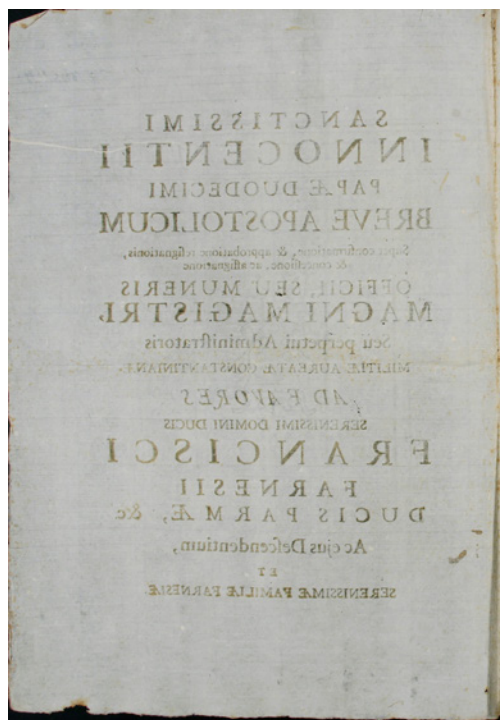 SANCTISSIMI
INNOCENTII
PAPÆ DUODECIMI
BREVE APOSTOLICUM
Super confirmatione, & approbatione resignationis,
& concessione, ac assignatione
OFFICII, SEU MUNERIS
MAGNI MAGISTRI,
Seu perpetui Administratoris
MILITIÆ AUREATÆ CONSTANTINIANÆ
AD FAVORES
SERENISSIMI DOMINI DUCIS
FRANCISCI
FARNESII
DUCIS PARMÆ, &c
Ac ejus Descendentium,
ET
SERENISSIMÆ FAMILIÆ FARNESIÆ.